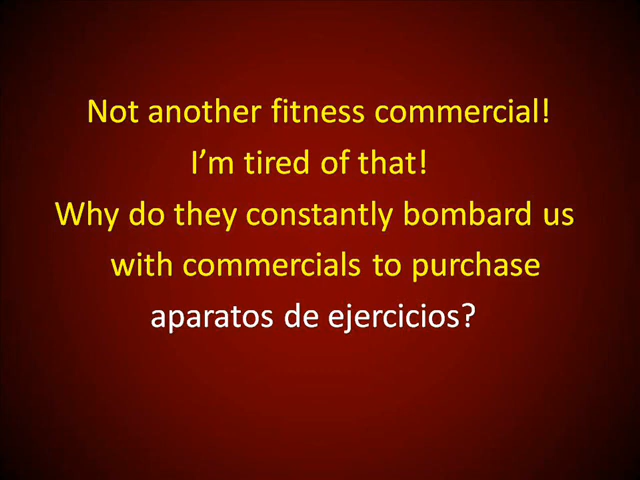 Not another fitness commercial!
I’m tired of that!
Why do they constantly bombard us
with commercials to purchase
aparatos de ejercicios?